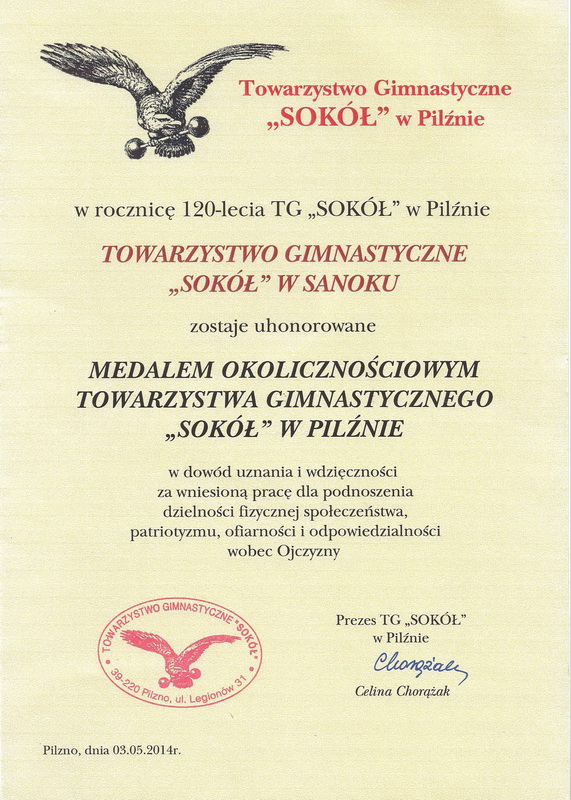 Towarzystwo Gimnastyczne
„SOKÓŁ” w Pilźnie
w rocznicę 120-lecia TG „SOKÓŁ” w Pilźnie
TOWARZYSTWO GIMNASTYCZNE
„SOKÓŁ” W SANOKU
zostaje uhonorowane
MEDALEM OKOLICZNOŚCIOWYM
TOWARZYSTWA GIMNASTYCZNEGO
„SOKÓŁ” W PILŹNIE
w dowód uznania i wdzięczności
za wniesioną pracę dla podnoszenia
dzielności fizycznej społeczeństwa,
patriotyzmu, ofiarności i odpowiedzialności
wobec Ojczyzny
TOWARZYSTWO GIMNASTYCZNE "SOKÓŁ"
39-220 Pilzno, ul. Legionów 31
Prezes TG „SOKÓŁ”
w Pilźnie
Chorążak
Celina Chorążak
Pilzno, dnia 03.05.2014r.